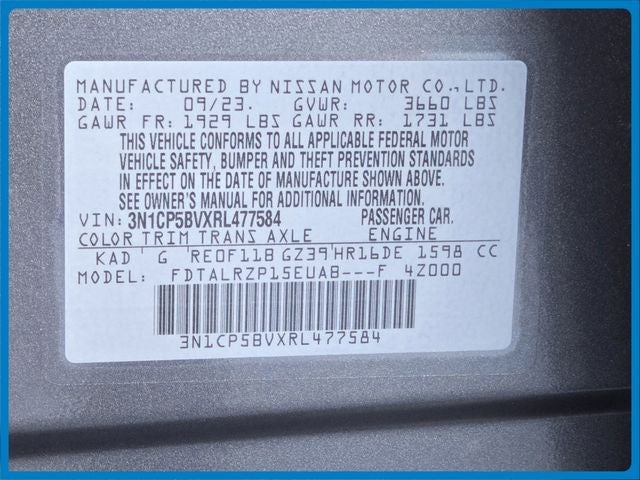 MANUFACTURED BY NISSAN MOTOR CO.,LTD.
DATE: 09/23. GVWR: 3660 LBS
GAWR FR: 1929 LBS GAWR RR: 1731 LBS
THIS VEHICLE CONFORMS TO ALL APPLICABLE FEDERAL MOTOR
VEHICLE SAFETY, BUMPER AND THEFT PREVENTION STANDARDS
IN EFFECT ON THE DATE OF MANUFACTURE SHOWN ABOVE.
SEE OWNER'S MANUAL FOR ADDITIONAL INFORMATION.
VIN: 3N1CP5BVXRL477584 PASSENGER CAR.
COLOR TRIM TRANS AXLE ENGINE
KAD G RE0F11B GZ39 HR16DE 1598 CC
MODEL: FDTALRZP15EUAB---F 4Z000
3N1CP5BVXRL477584